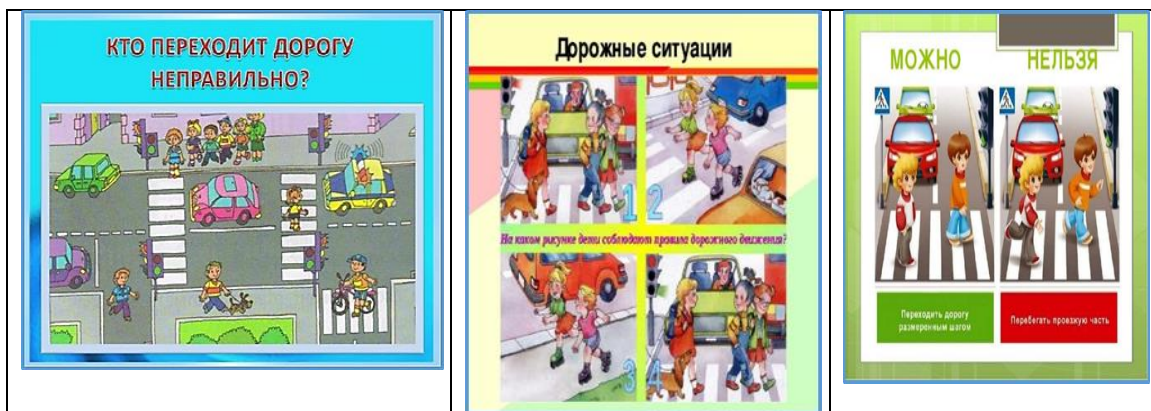 КТО ПЕРЕХОДИТ ДОРОГУ
НЕПРАВИЛЬНО?
Дорожные ситуации
1
2
На каком рисунке дети соблюдают правила дорожного движения?
3
4
МОЖНО
НЕЛЬЗЯ
Переходить дорогу
размеренным шагом
Перебегать проезжую часть